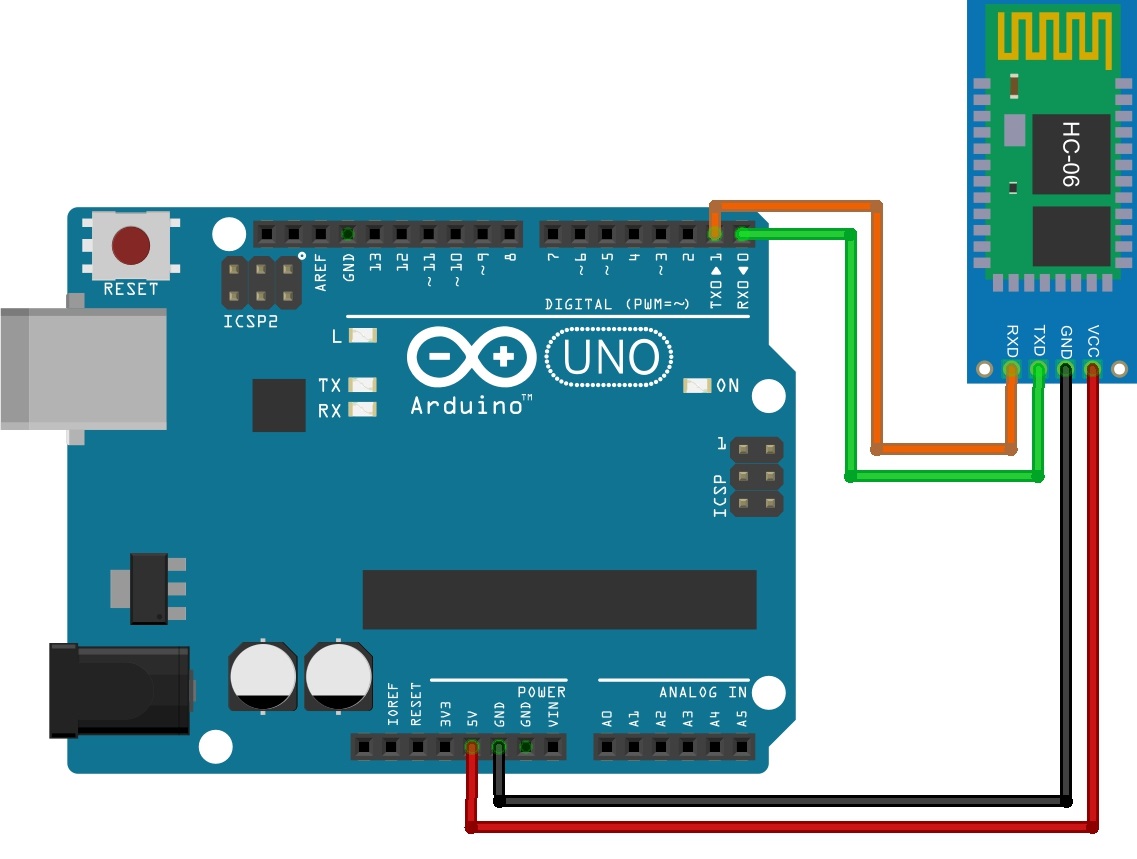 HC-06
RXD
TXD
GND
VCC
RESET
ICSP2
AREF
GND
13
12
~11
~10
~9
8
7
~6
~5
4
~3
2
TX0▶1
RX0◀0
DIGITAL (PWM=~)
L
TX
RX
UNO
ON
Arduino™
1
ICSP
POWER
ANALOG IN
IOREF
RESET
3V3
5V
GND
GND
VIN
A0
A1
A2
A3
A4
A5